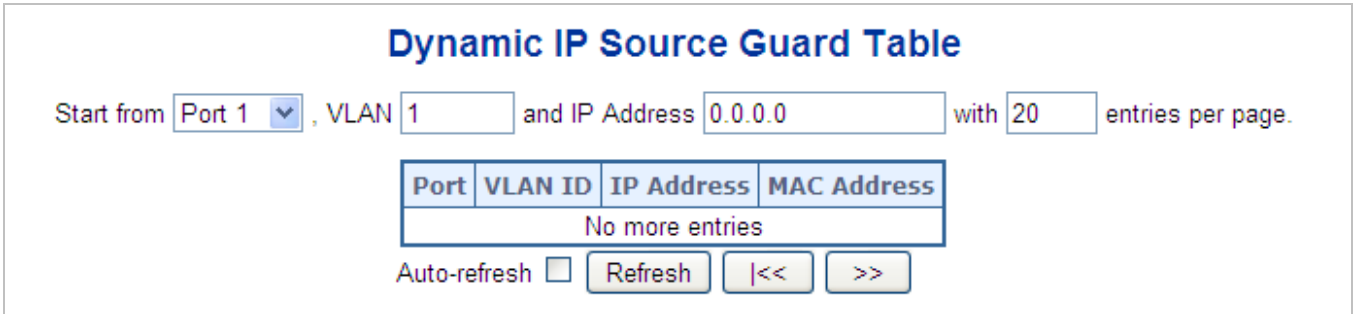 Dynamic IP Source Guard Table
Start from Port 1 , VLAN 1 and IP Address 0.0.0.0 with 20 entries per page.
Port VLAN ID IP Address MAC Address
No more entries
Auto-refresh Refresh |<< >>